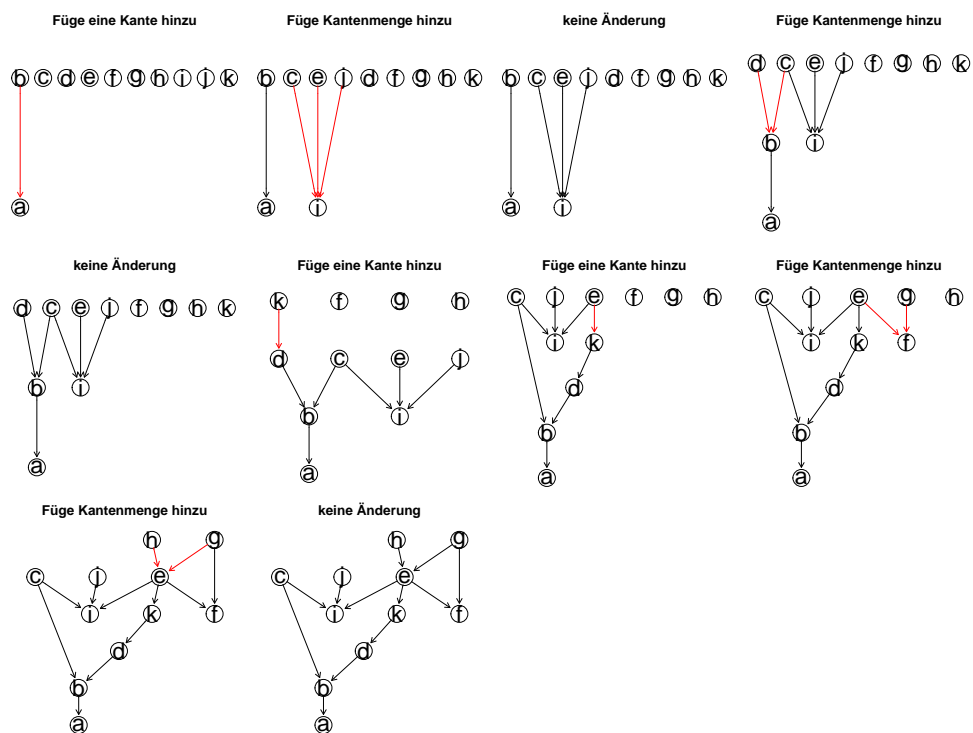 Füge eine Kante hinzu
b c d e f g h i j k
a
Füge Kantenmenge hinzu
b c e j d f g h k
a i
keine Änderung
b c e j d f g h k
a i
Füge Kantenmenge hinzu
d c e j f g h k
b i
a
keine Änderung
d c e j f g h k
b i
a
Füge eine Kante hinzu
k f g h
d c e j
b i
a
Füge eine Kante hinzu
c j e f g h
i k
d
b
a
Füge Kantenmenge hinzu
c j e g h
i k f
d
b
a
Füge Kantenmenge hinzu
h g
c j e
i k f
d
b
a
keine Änderung
h g
c j e
i k f
d
b
a